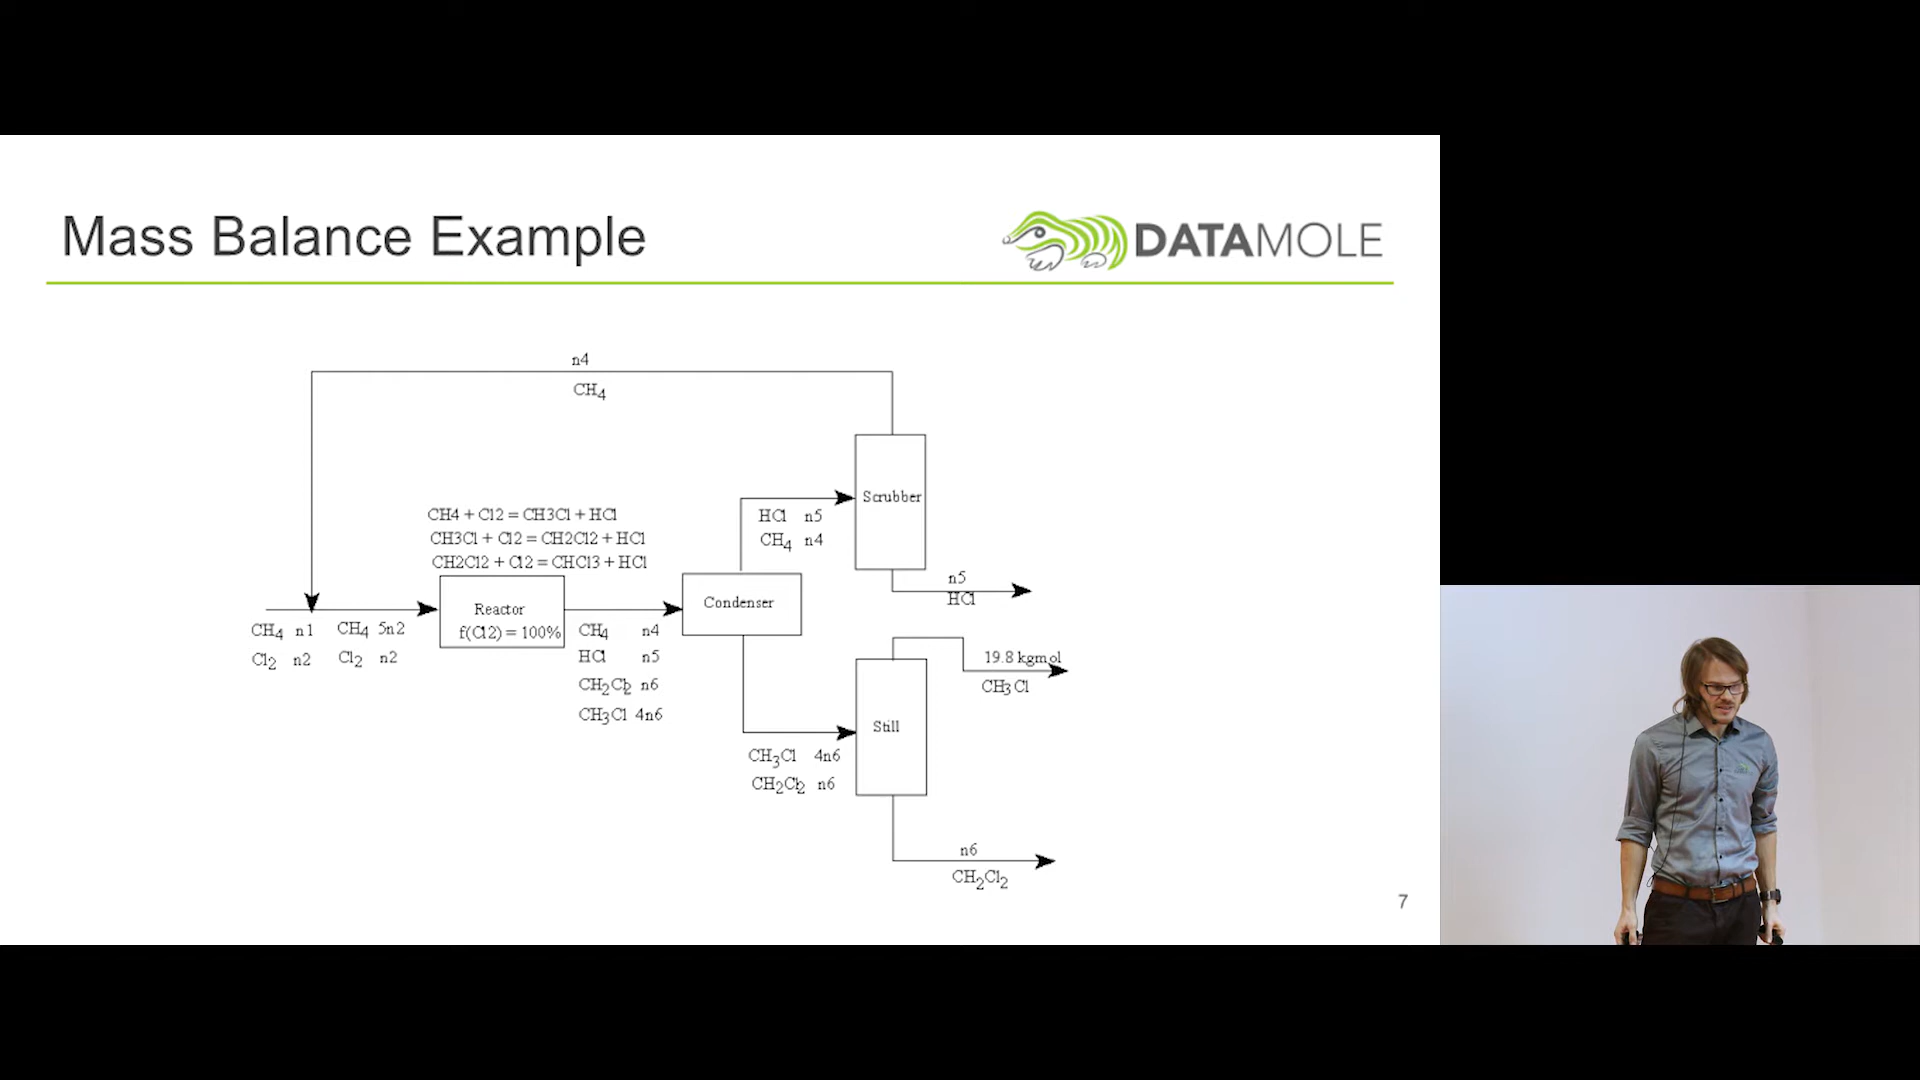 Mass Balance Example
DATAMOLE
n4
CH4
Scrubber
CH4 + Cl2 = CH3Cl + HCl
CH3Cl + Cl2 = CH2Cl2 + HCl
CH2Cl2 + Cl2 = CHCl3 + HCl
HCl n5
CH4 n4
n5
HCl
Reactor
f(Cl2) = 100%
Condenser
CH4 n1
Cl2 n2
CH4 5n2
Cl2 n2
CH4 n4
HCl n5
CH2Cl2 n6
CH3Cl 4n6
19.8 kgmol
CH3Cl
Still
CH3Cl 4n6
CH2Cl2 n6
n6
CH2Cl2
7